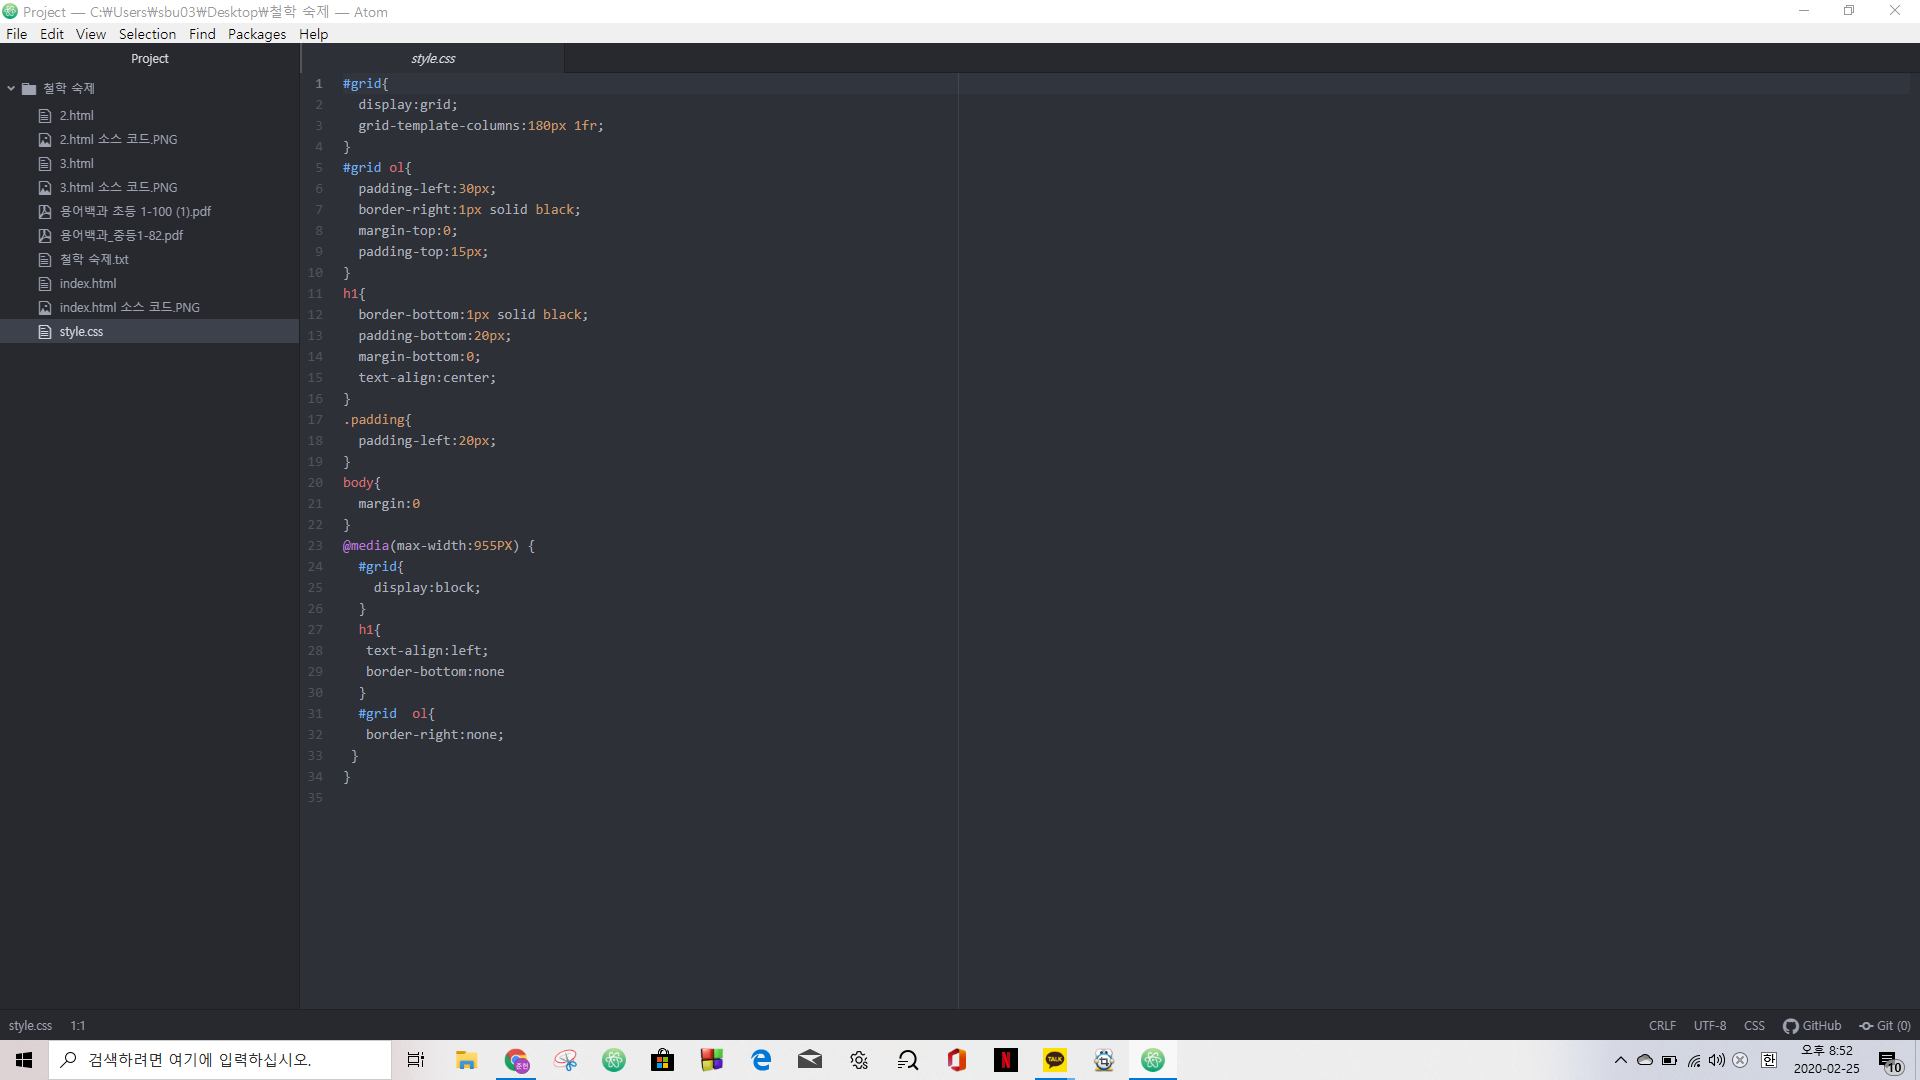 Project — C:₩Users₩sbu03₩Desktop₩철학 숙제 — Atom
File Edit View Selection Find Packages Help
Project
철학 숙제
2.html
2.html 소스 코드.PNG
3.html
3.html 소스 코드.PNG
용어백과 초등 1-100 (1).pdf
용어백과_중등1-82.pdf
철학 숙제.txt
index.html
index.html 소스 코드.PNG
style.css
style.css
1 #grid{
2   display:grid;
3   grid-template-columns:180px 1fr;
4 }
5 #grid ol{
6   padding-left:30px;
7   border-right:1px solid black;
8   margin-top:0;
9   padding-top:15px;
10 }
11 h1{
12   border-bottom:1px solid black;
13   padding-bottom:20px;
14   margin-bottom:0;
15   text-align:center;
16 }
17 .padding{
18   padding-left:20px;
19 }
20 body{
21   margin:0
22 }
23 @media(max-width:955PX) {
24   #grid{
25     display:block;
26   }
27   h1{
28    text-align:left;
29    border-bottom:none
30   }
31   #grid  ol{
32    border-right:none;
33  }
34 }
35
style.css 1:1
CRLF UTF-8 CSS GitHub Git (0)
검색하려면 여기에 입력하십시오.
준헌
TALK
N
한
오후 8:52
2020-02-25
10